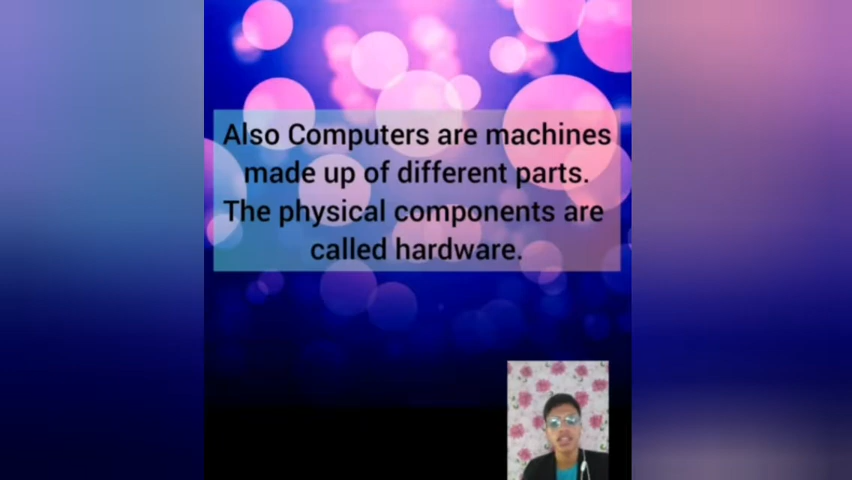 Also Computers are machines
made up of different parts.
The physical components are
called hardware.